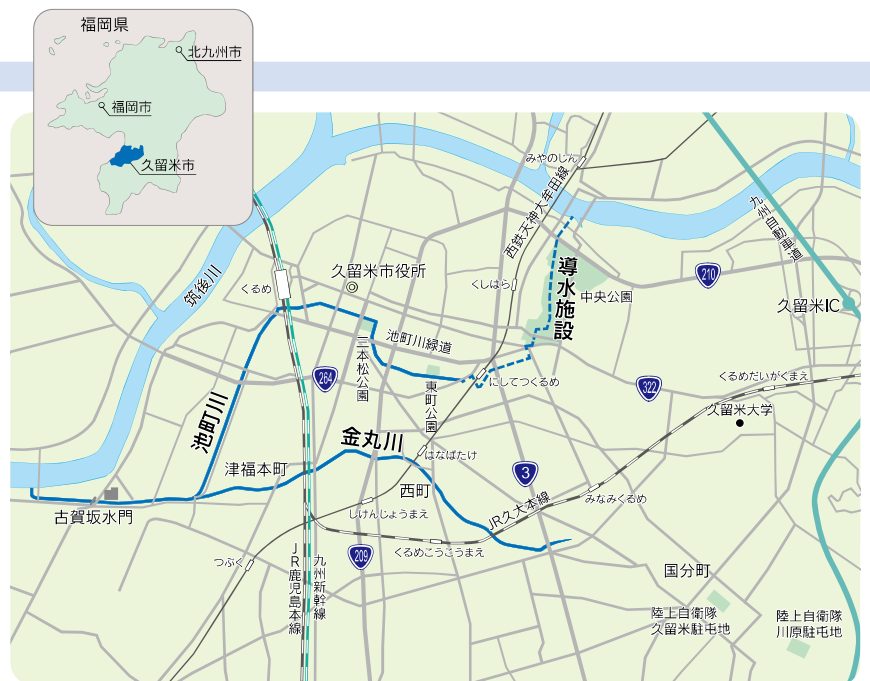 福岡県
北九州市
福岡市
久留米市
みやのじん
西鉄天神大牟田線
九州自動車道
筑後川
くるめ
久留米市役所
くしはら
導水施設
中央公園
210
久留米IC
池町川緑道
三本松公園
264
にしてつくるめ
322
くるめだいがくまえ
東町公園
久留米大学
池町川
金丸川
はなばたけ
津福本町
西町
3
古賀坂水門
しけんじょうまえ
JR久大本線
みなみくるめ
つぶく
くるめこうこうまえ
209
JR鹿児島本線
九州新幹線
国分町
陸上自衛隊
久留米駐屯地
陸上自衛隊
川原駐屯地